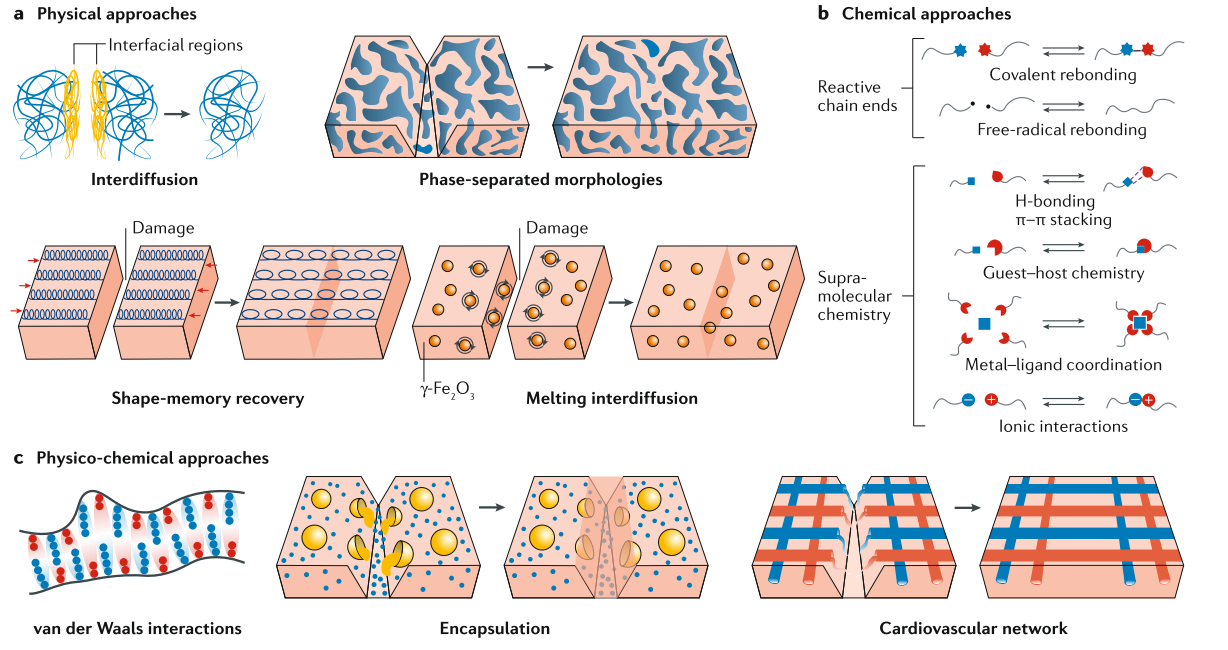 a Physical approaches
Interfacial regions
Interdiffusion
Phase-separated morphologies
Damage
Shape-memory recovery
Damage
γ-Fe₂O₃
Melting interdiffusion
b Chemical approaches
Reactive
chain ends
Covalent rebonding
Free-radical rebonding
Supra-
molecular
chemistry
H-bonding
π–π stacking
Guest–host chemistry
Metal–ligand coordination
− +
−+
Ionic interactions
c Physico-chemical approaches
van der Waals interactions
Encapsulation
Cardiovascular network